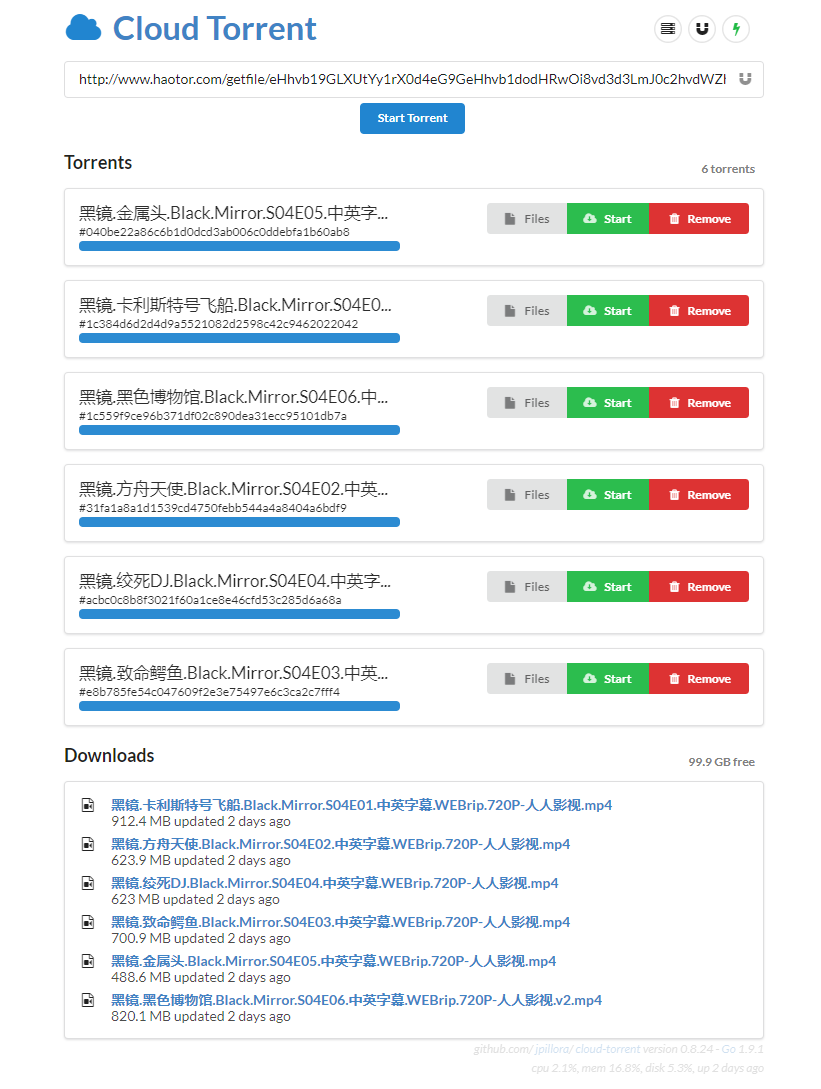 Cloud Torrent
http://www.haotor.com/getfile/eHhvb19GLXUtYy1rX0d4eG9GeHhvb1dodHRwOi8vd3d3LmJ0c2hvdWZ
Start Torrent
Torrents
6 torrents
黑镜.金属头.Black.Mirror.S04E05.中英字...
Files Start Remove
#040be22a86c6b1d0dcd3ab006c0ddebfa1b60ab8
黑镜.卡利斯特号飞船.Black.Mirror.S04E0...
Files Start Remove
#1c384d6d2d4d9a5521082d2598c42c9462022042
黑镜.黑色博物馆.Black.Mirror.S04E06.中...
Files Start Remove
#1c559f9ce96b371df02c890dea31ecc95101db7a
黑镜.方舟天使.Black.Mirror.S04E02.中英...
Files Start Remove
#31fa1a8a1d1539cd4750febb544a4a8404a6bdf9
黑镜.绞死DJ.Black.Mirror.S04E04.中英字...
Files Start Remove
#acbc0c8b8f3021f60a1ce8e46cfd53c285d6a68a
黑镜.致命鳄鱼.Black.Mirror.S04E03.中英...
Files Start Remove
#e8b785fe54c047609f2e3e75497e6c3ca2c7fff4
Downloads
99.9 GB free
黑镜.卡利斯特号飞船.Black.Mirror.S04E01.中英字幕.WEBrip.720P-人人影视.mp4
912.4 MB updated 2 days ago
黑镜.方舟天使.Black.Mirror.S04E02.中英字幕.WEBrip.720P-人人影视.mp4
623.9 MB updated 2 days ago
黑镜.绞死DJ.Black.Mirror.S04E04.中英字幕.WEBrip.720P-人人影视.mp4
623 MB updated 2 days ago
黑镜.致命鳄鱼.Black.Mirror.S04E03.中英字幕.WEBrip.720P-人人影视.mp4
700.9 MB updated 2 days ago
黑镜.金属头.Black.Mirror.S04E05.中英字幕.WEBrip.720P-人人影视.mp4
488.6 MB updated 2 days ago
黑镜.黑色博物馆.Black.Mirror.S04E06.中英字幕.WEBrip.720P-人人影视.v2.mp4
820.1 MB updated 2 days ago
github.com/ jpillora/ cloud-torrent version 0.8.24 - Go 1.9.1
cpu 2.1%, mem 16.8%, disk 5.3%, up 2 days ago